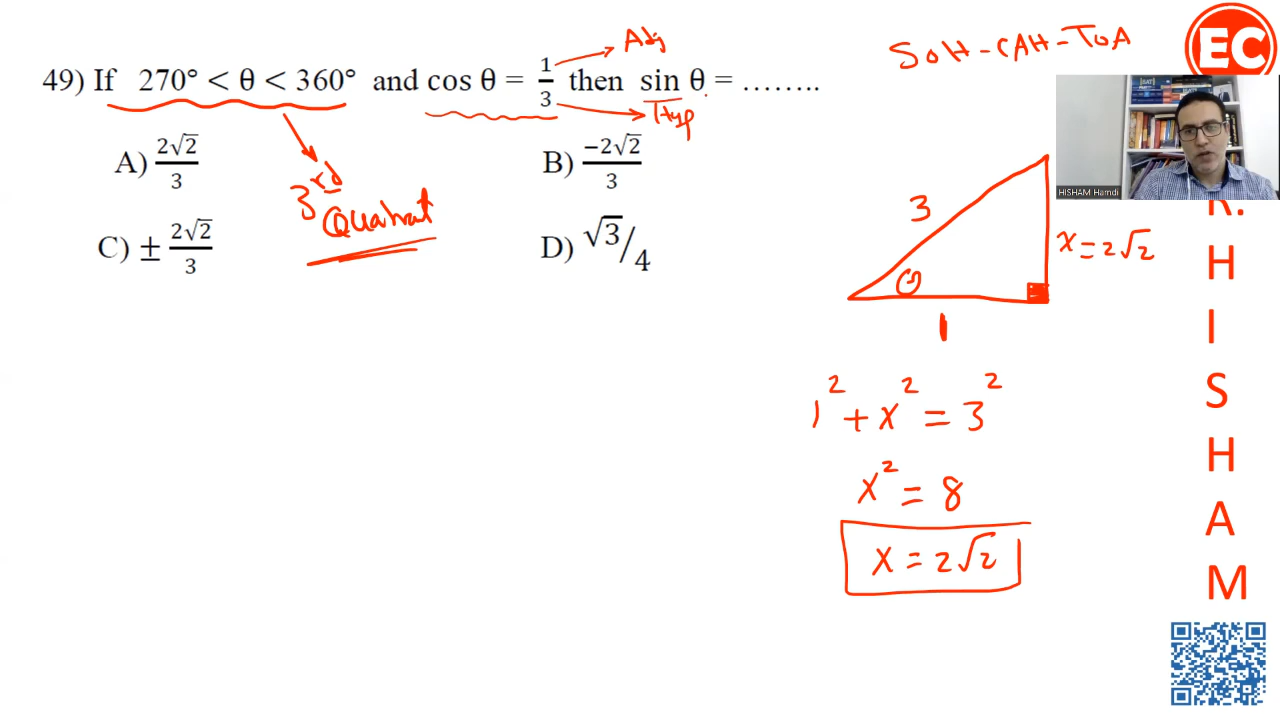 SOH-CAH-TOA
EC
Adj
49) If 270° < θ < 360° and cos θ = 1/3 then sin θ = ........
Hyp
A) 2√2/3
B) -2√2/3
3rd
Quadrat
C) ± 2√2/3
D) √3/4
HISHAM Hamdi
R.
H
I
S
H
A
M
3
θ
x = 2√2
1
1² + x² = 3²
x² = 8
x = 2√2